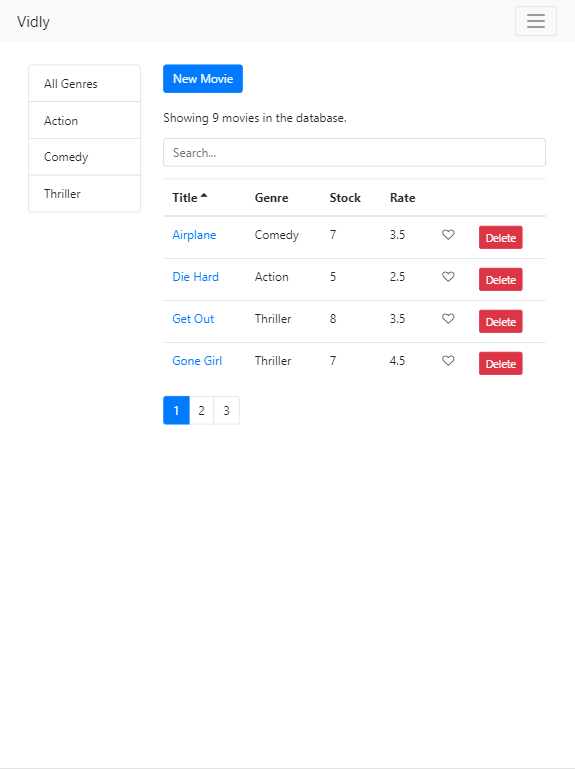 Vidly
All Genres
Action
Comedy
Thriller
New Movie
Showing 9 movies in the database.
Search...
Title Genre Stock Rate
Airplane Comedy 7 3.5 Delete
Die Hard Action 5 2.5 Delete
Get Out Thriller 8 3.5 Delete
Gone Girl Thriller 7 4.5 Delete
1 2 3